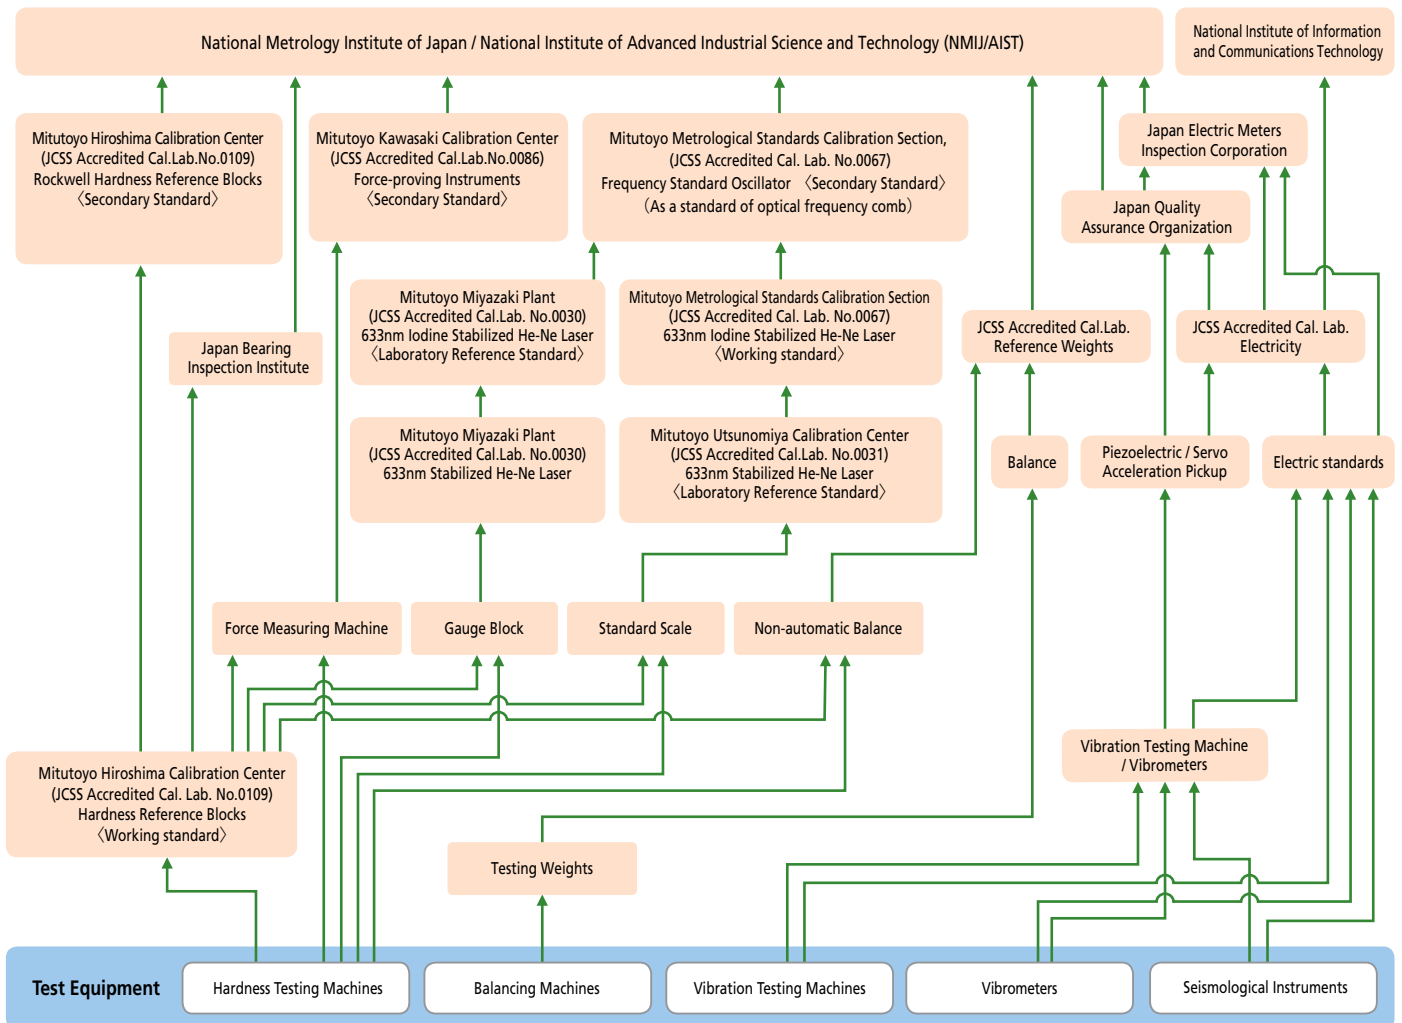 National Metrology Institute of Japan / National Institute of Advanced Industrial Science and Technology (NMIJ/AIST)
National Institute of Information
and Communications Technology
Mitutoyo Hiroshima Calibration Center
(JCSS Accredited Cal.Lab.No.0109)
Rockwell Hardness Reference Blocks
〈Secondary Standard〉
Mitutoyo Kawasaki Calibration Center
(JCSS Accredited Cal.Lab.No.0086)
Force-proving Instruments
〈Secondary Standard〉
Mitutoyo Metrological Standards Calibration Section,
(JCSS Accredited Cal. Lab. No.0067)
Frequency Standard Oscillator 〈Secondary Standard〉
(As a standard of optical frequency comb)
Japan Electric Meters
Inspection Corporation
Japan Quality
Assurance Organization
Japan Bearing
Inspection Institute
Mitutoyo Miyazaki Plant
(JCSS Accredited Cal.Lab. No.0030)
633nm Iodine Stabilized He-Ne Laser
〈Laboratory Reference Standard〉
Mitutoyo Metrological Standards Calibration Section
(JCSS Accredited Cal. Lab. No.0067)
633nm Iodine Stabilized He-Ne Laser
〈Working standard〉
JCSS Accredited Cal.Lab.
Reference Weights
JCSS Accredited Cal. Lab.
Electricity
Mitutoyo Miyazaki Plant
(JCSS Accredited Cal.Lab. No.0030)
633nm Stabilized He-Ne Laser
Mitutoyo Utsunomiya Calibration Center
(JCSS Accredited Cal.Lab. No.0031)
633nm Stabilized He-Ne Laser
〈Laboratory Reference Standard〉
Balance
Piezoelectric / Servo
Acceleration Pickup
Electric standards
Force Measuring Machine
Gauge Block
Standard Scale
Non-automatic Balance
Mitutoyo Hiroshima Calibration Center
(JCSS Accredited Cal. Lab. No.0109)
Hardness Reference Blocks
〈Working standard〉
Vibration Testing Machine
/ Vibrometers
Testing Weights
Test Equipment
Hardness Testing Machines
Balancing Machines
Vibration Testing Machines
Vibrometers
Seismological Instruments